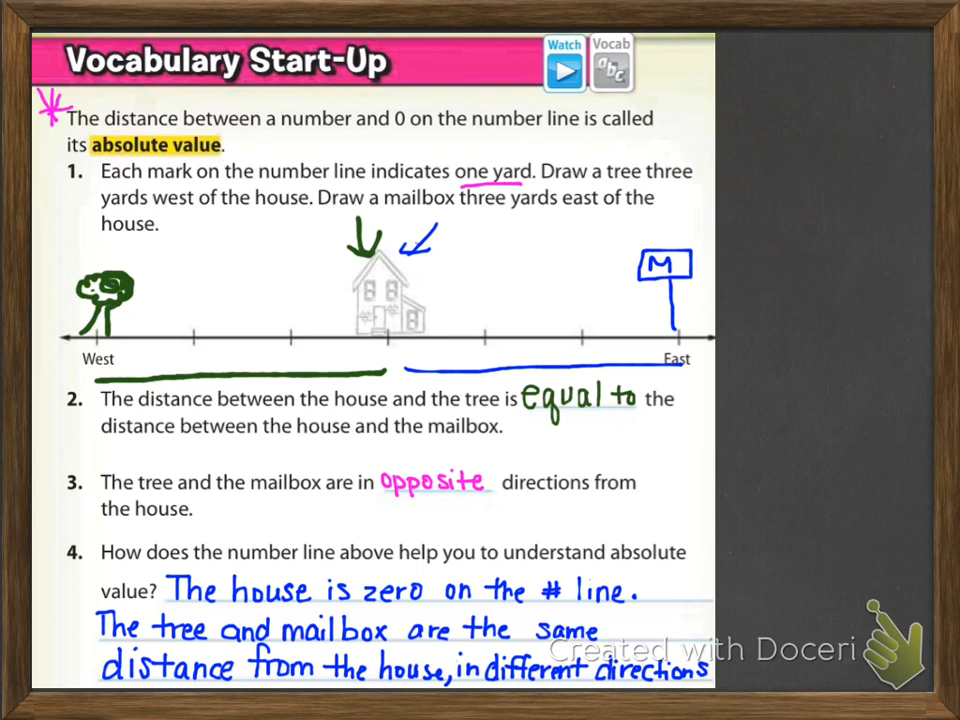 Vocabulary Start-Up
Watch
Vocab
abc
The distance between a number and 0 on the number line is called
its absolute value.
1. Each mark on the number line indicates one yard. Draw a tree three
yards west of the house. Draw a mailbox three yards east of the
house.
M
West
East
2. The distance between the house and the tree is equal to the
distance between the house and the mailbox.
3. The tree and the mailbox are in opposite directions from
the house.
4. How does the number line above help you to understand absolute
value? The house is zero on the # line.
The tree and mailbox are the same
distance from the house, in different directions
Created with Doceri